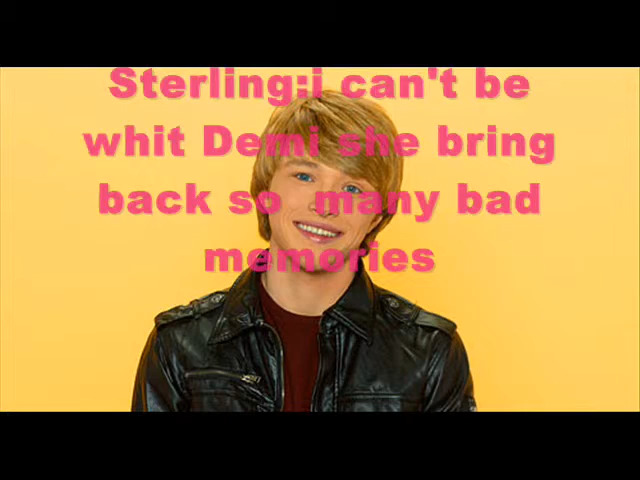 Sterling:i can't be
whit Demi she bring
back so  many bad
memories